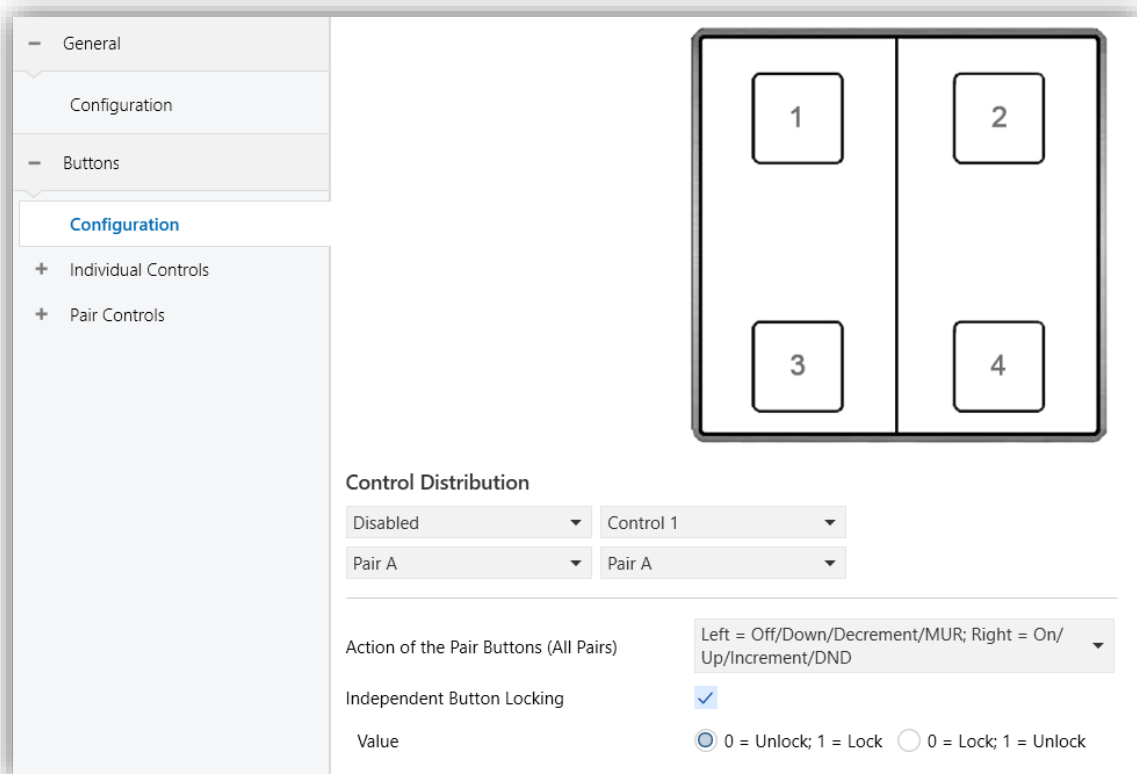 General
Configuration
Buttons
Configuration
Individual Controls
Pair Controls
1
2
3
4
Control Distribution
Disabled
Control 1
Pair A
Pair A
Action of the Pair Buttons (All Pairs)
Left = Off/Down/Decrement/MUR; Right = On/
Up/Increment/DND
Independent Button Locking
Value
0 = Unlock; 1 = Lock
0 = Lock; 1 = Unlock